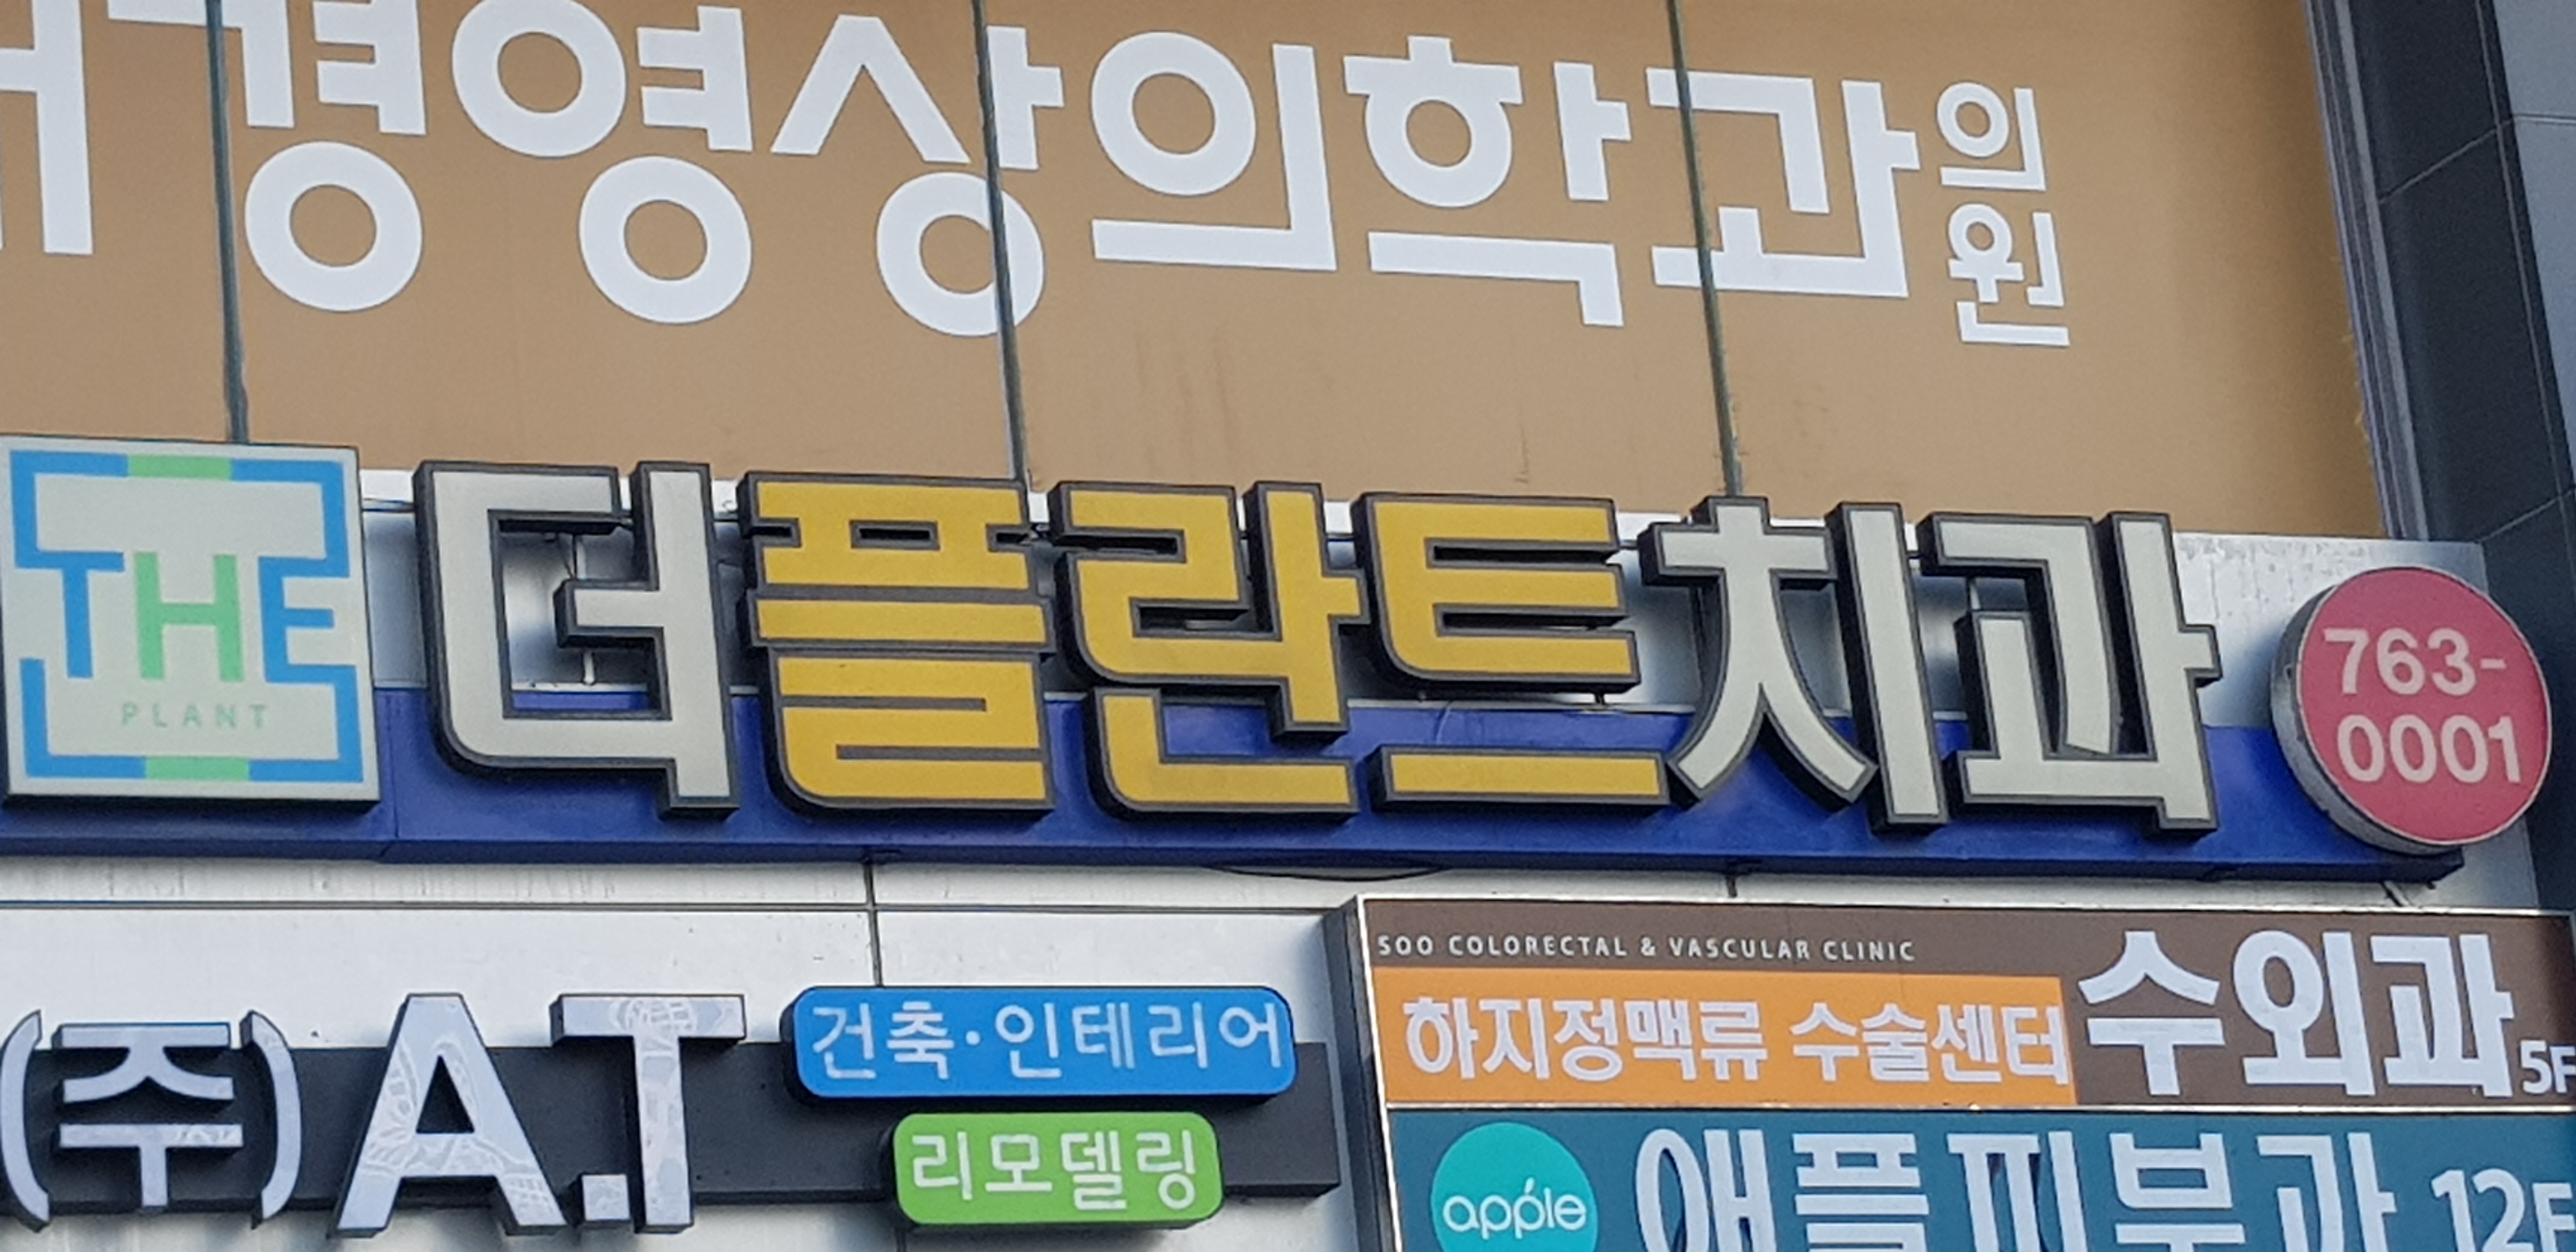 경영상의학과
의원
THE
PLANT
더플란트치과
763-
0001
SOO COLORECTAL & VASCULAR CLINIC
하지정맥류 수술센터
수외과
5F
(주)A.T
건축·인테리어
리모델링
apple
애플피부과
12F